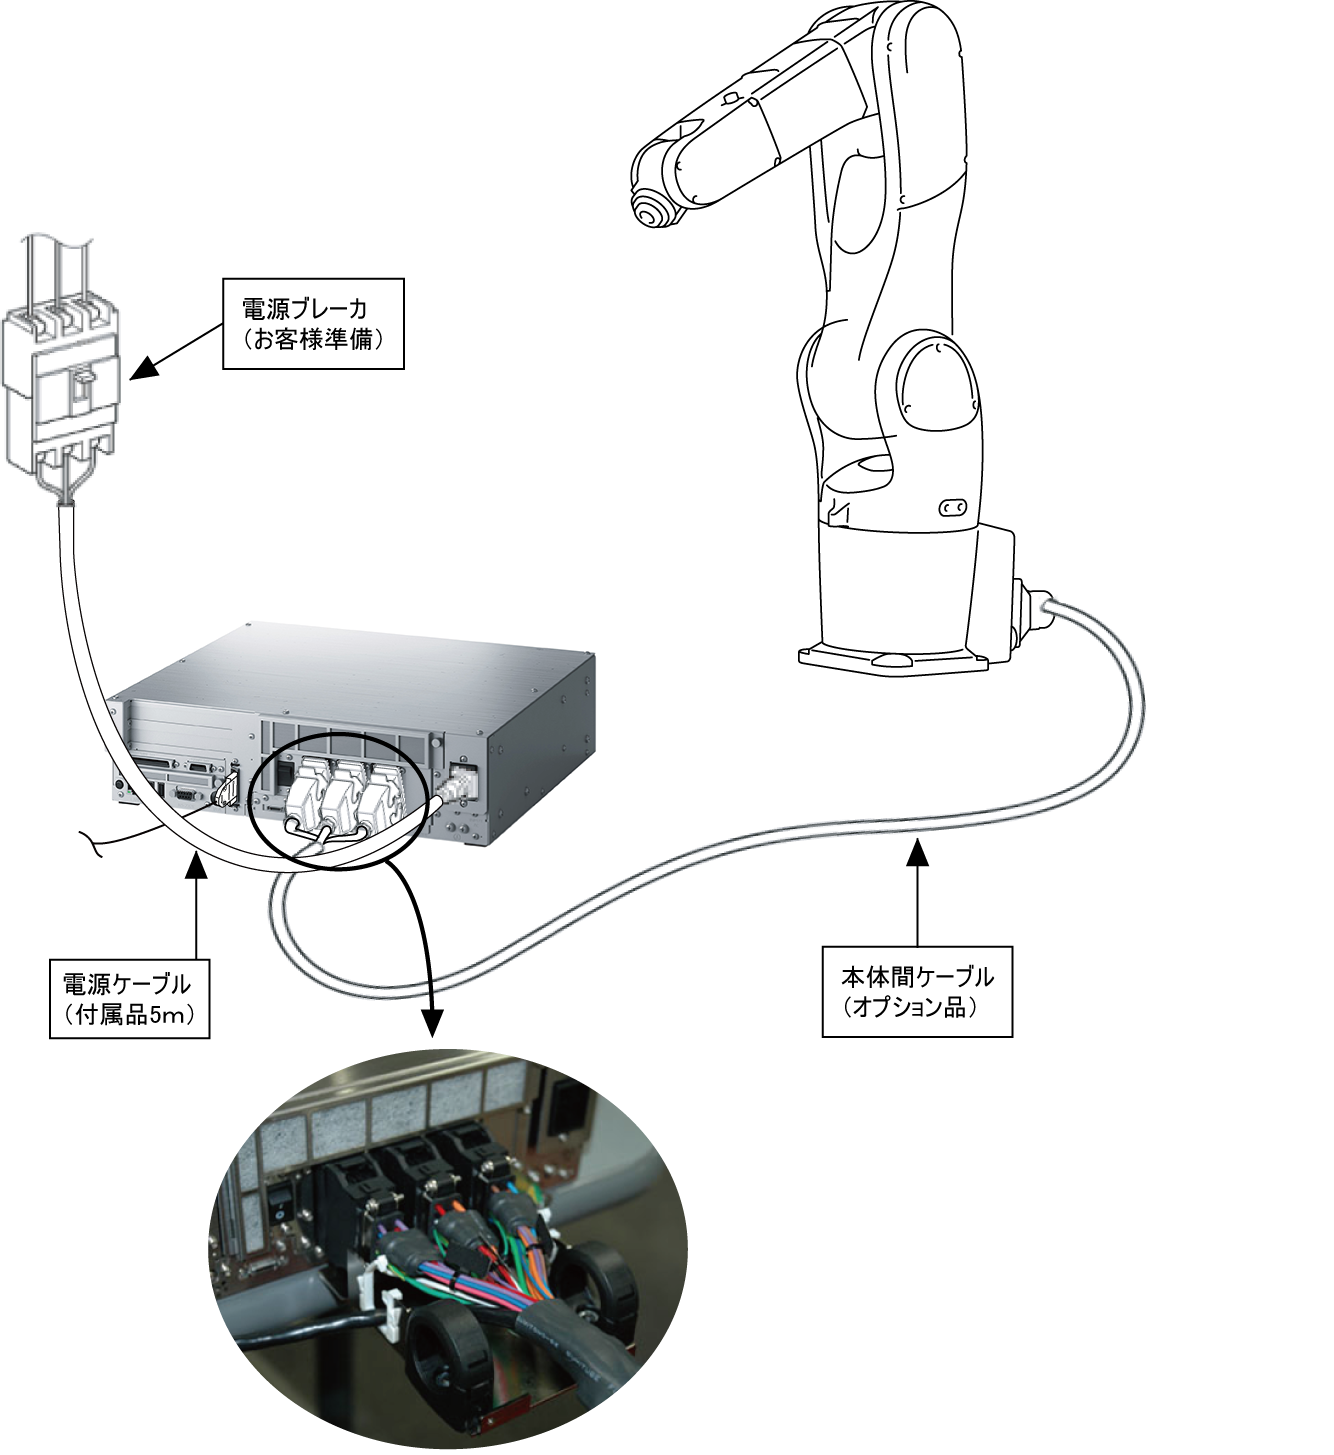 電源ブレーカ
（お客様準備）
電源ケーブル
（付属品5m）
本体間ケーブル
（オプション品）